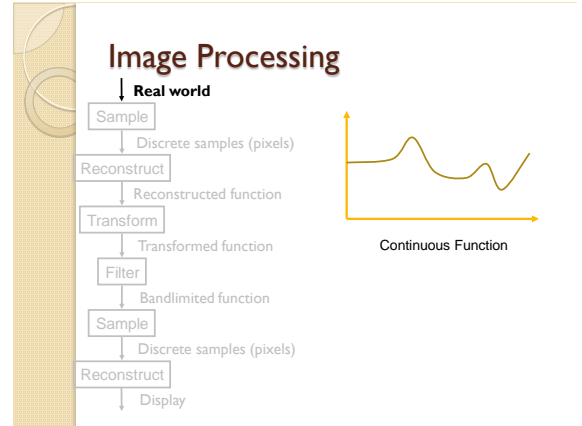 Image Processing
Real world
Sample
Discrete samples (pixels)
Reconstruct
Reconstructed function
Transform
Transformed function
Filter
Bandlimited function
Sample
Discrete samples (pixels)
Reconstruct
Display
Continuous Function